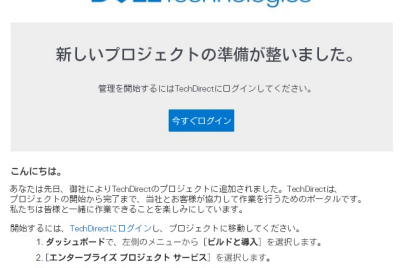 DELLTechnologies
新しいプロジェクトの準備が整いました。
管理を開始するにはTechDirectにログインしてください。
今すぐログイン
こんにちは。
あなたは先日、御社によりTechDirectのプロジェクトに追加されました。TechDirectは、
プロジェクトの開始から完了まで、当社とお客様が協力して作業を行うためのポータルです。
私たちは皆様と一緒に作業できることを楽しみにしています。
開始するには、TechDirectにログインし、プロジェクトに移動してください。
1. ダッシュボードで、左側のメニューから［ビルドと導入］を選択します。
2. ［エンタープライズ プロジェクト サービス］を選択します。